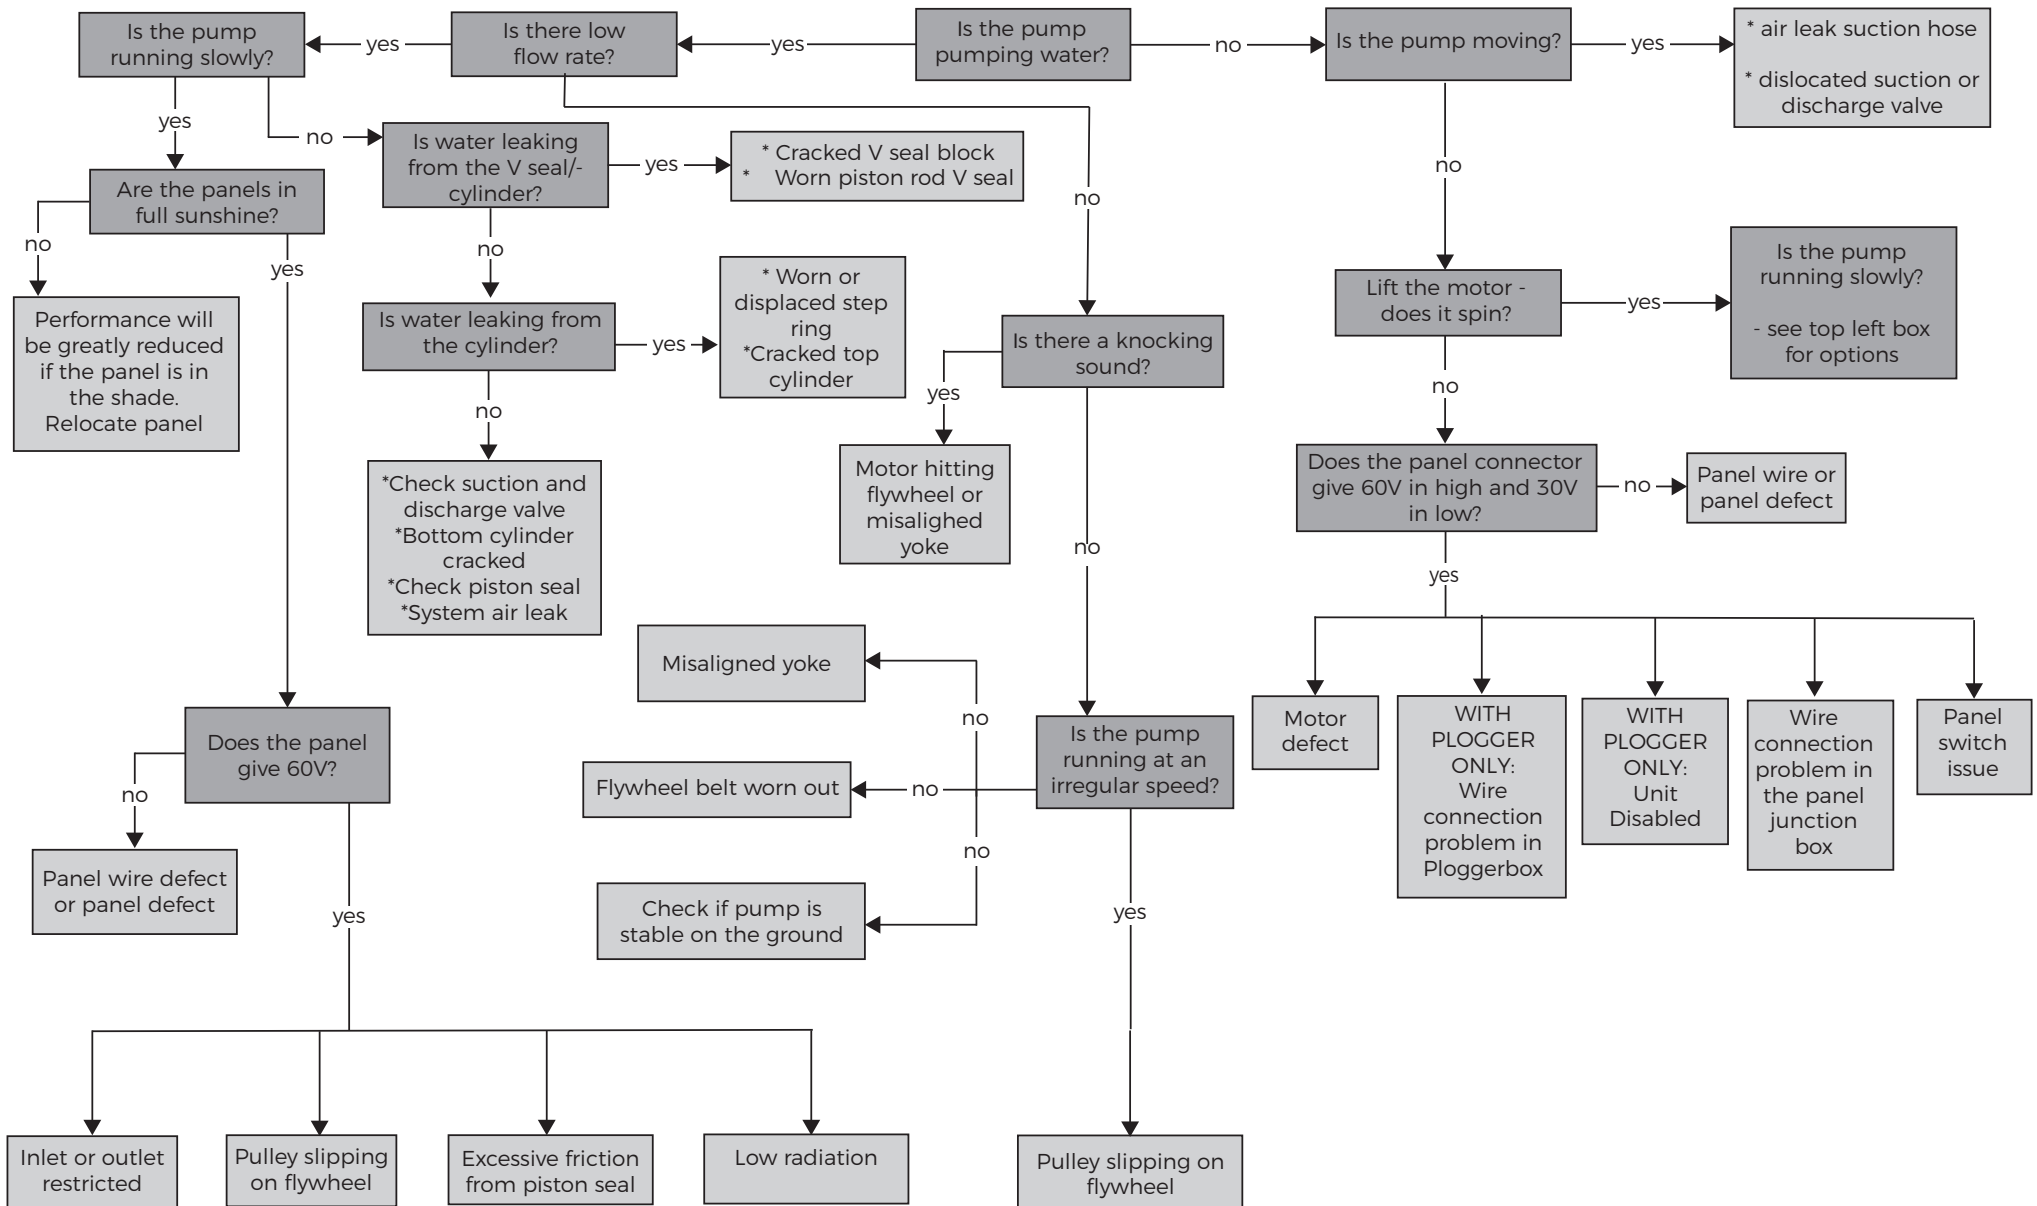 Is the pump
running slowly?
yes
Is there low
flow rate?
yes
Is the pump
pumping water?
no
Is the pump moving?
yes
* air leak suction hose
* dislocated suction or
discharge valve
yes
no
Is water leaking
from the V seal/-
cylinder?
yes
* Cracked V seal block
* Worn piston rod V seal
no
no
Are the panels in
full sunshine?
no
yes
no
Is the pump
running slowly?
- see top left box
for options
Performance will
be greatly reduced
if the panel is in
the shade.
Relocate panel
Is water leaking from
the cylinder?
yes
* Worn or
displaced step
ring
*Cracked top
cylinder
Is there a knocking
sound?
Lift the motor -
does it spin?
yes
no
no
yes
*Check suction and
discharge valve
*Bottom cylinder
cracked
*Check piston seal
*System air leak
Motor hitting
flywheel or
misalighed
yoke
no
Does the panel connector
give 60V in high and 30V
in low?
no
Panel wire or
panel defect
yes
Misaligned yoke
no
Does the panel
give 60V?
no
Flywheel belt worn out
no
Is the pump
running at an
irregular speed?
Motor
defect
WITH
PLOGGER
ONLY:
Wire
connection
problem in
Ploggerbox
WITH
PLOGGER
ONLY:
Unit
Disabled
Wire
connection
problem in
the panel
junction
box
Panel
switch
issue
Panel wire defect
or panel defect
yes
no
Check if pump is
stable on the ground
yes
Inlet or outlet
restricted
Pulley slipping
on flywheel
Excessive friction
from piston seal
Low radiation
Pulley slipping on
flywheel